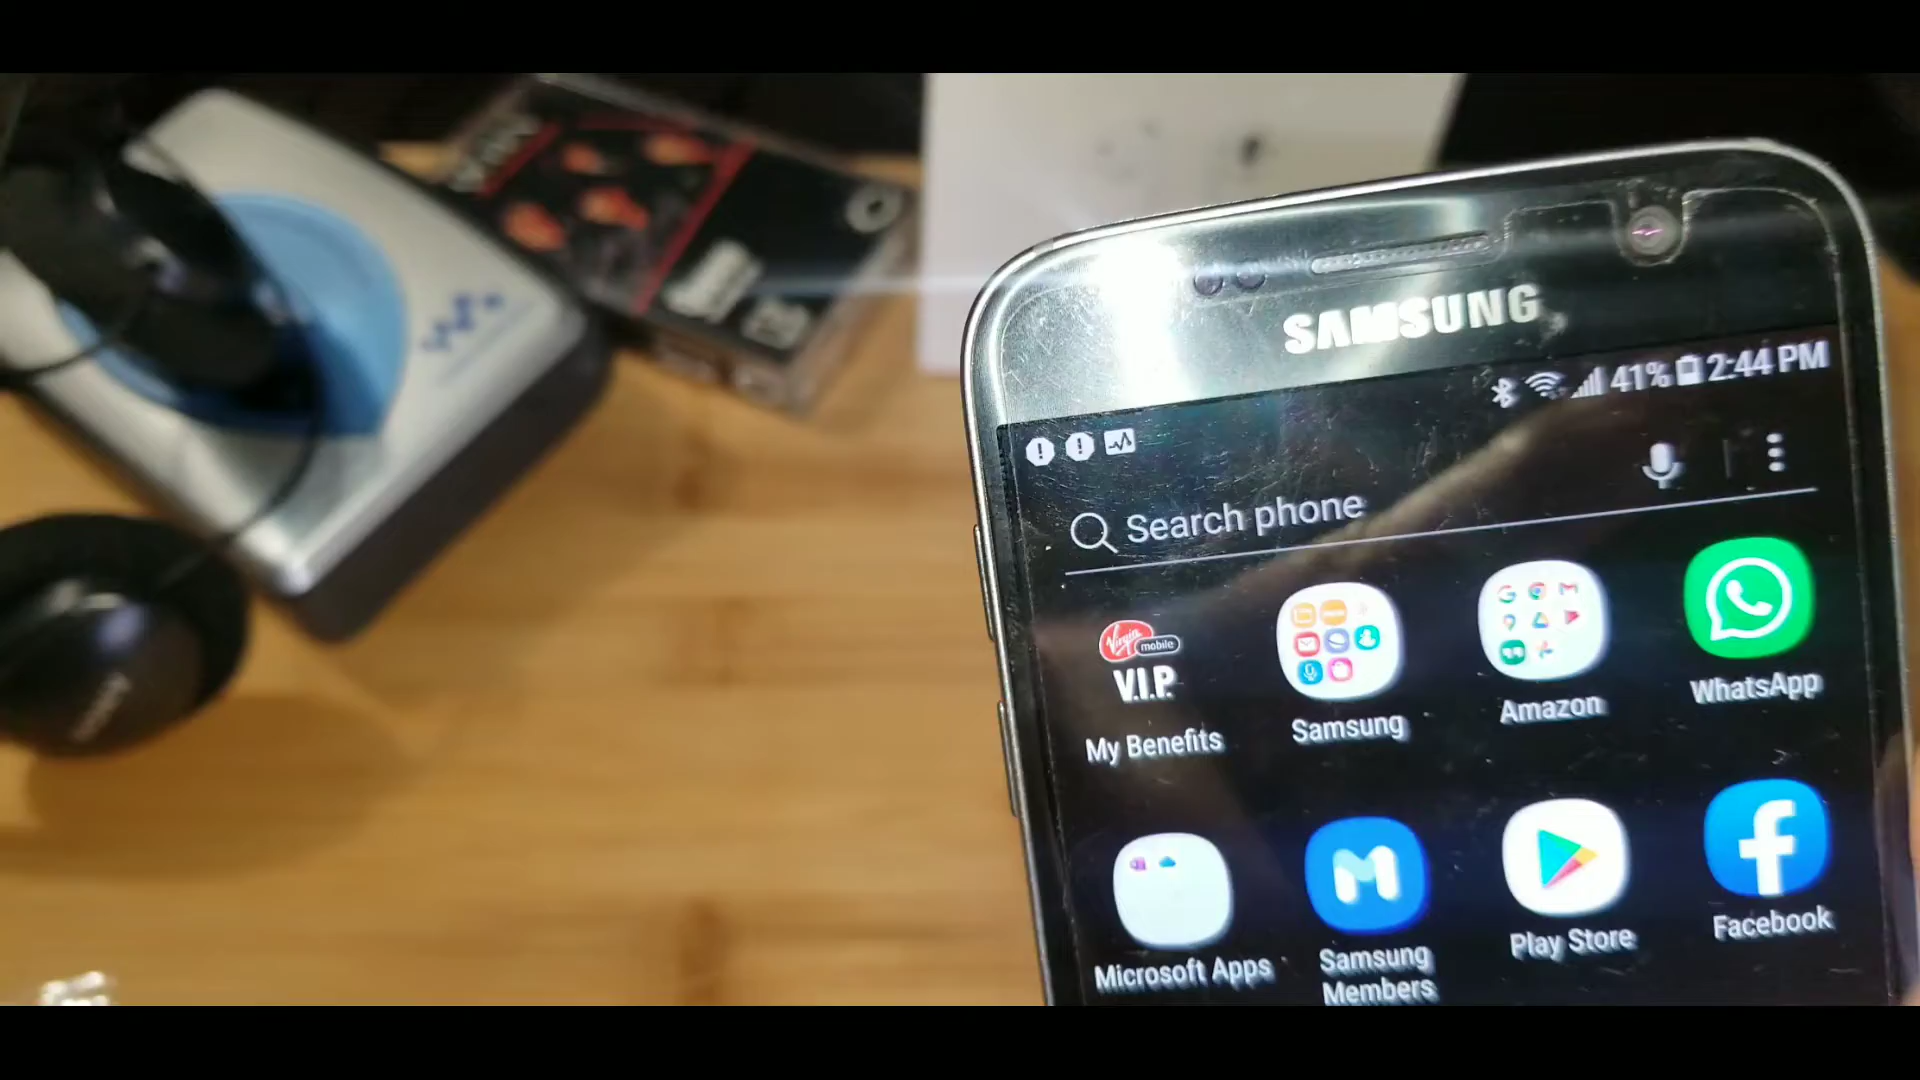 SAMSUNG
41% 2:44 PM
Search phone
Virgin mobile
V.I.P.
My Benefits
Samsung
Amazon
WhatsApp
Microsoft Apps
Samsung Members
Play Store
Facebook